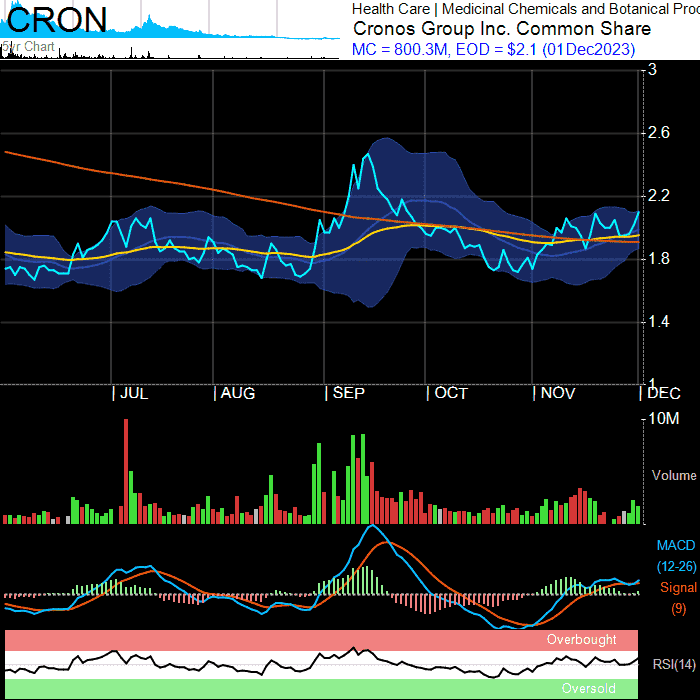 CRON
5yr Chart
Health Care | Medicinal Chemicals and Botanical Proc
Cronos Group Inc. Common Share
MC = 800.3M, EOD = $2.1 (01Dec2023)
3
2.6
2.2
1.8
1.4
1
| JUL | AUG | SEP | OCT | NOV | DEC
10M
Volume
MACD
(12-26)
Signal
(9)
Overbought
RSI(14)
Oversold